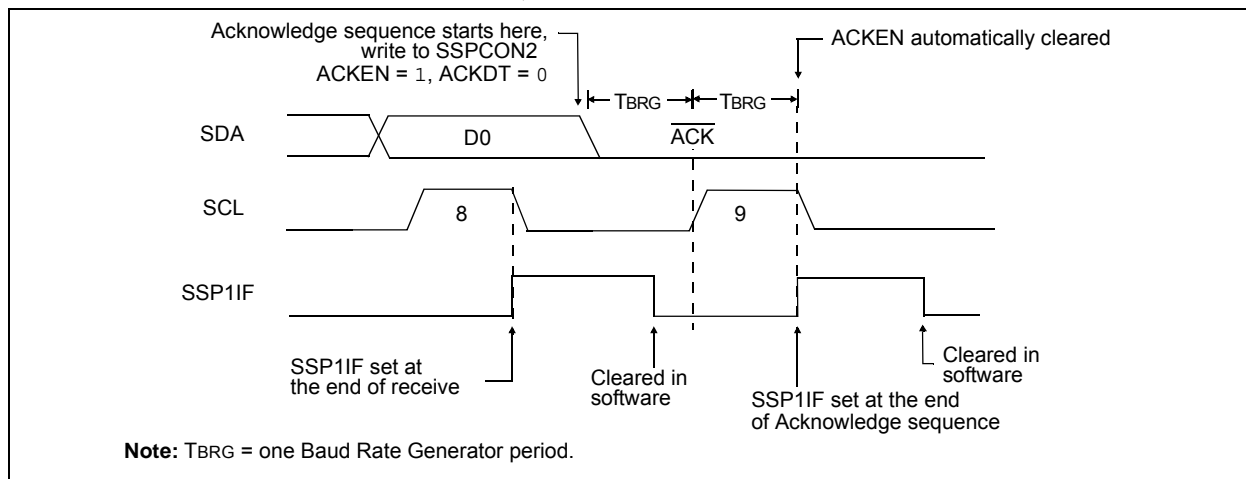 Acknowledge sequence starts here,
write to SSPCON2
ACKEN = 1, ACKDT = 0
ACKEN automatically cleared
TBRG
TBRG
SDA
D0
ACK
SCL
8
9
SSP1IF
SSP1IF set at
the end of receive
Cleared in
software
SSP1IF set at the end
of Acknowledge sequence
Cleared in
software
Note: TBRG = one Baud Rate Generator period.